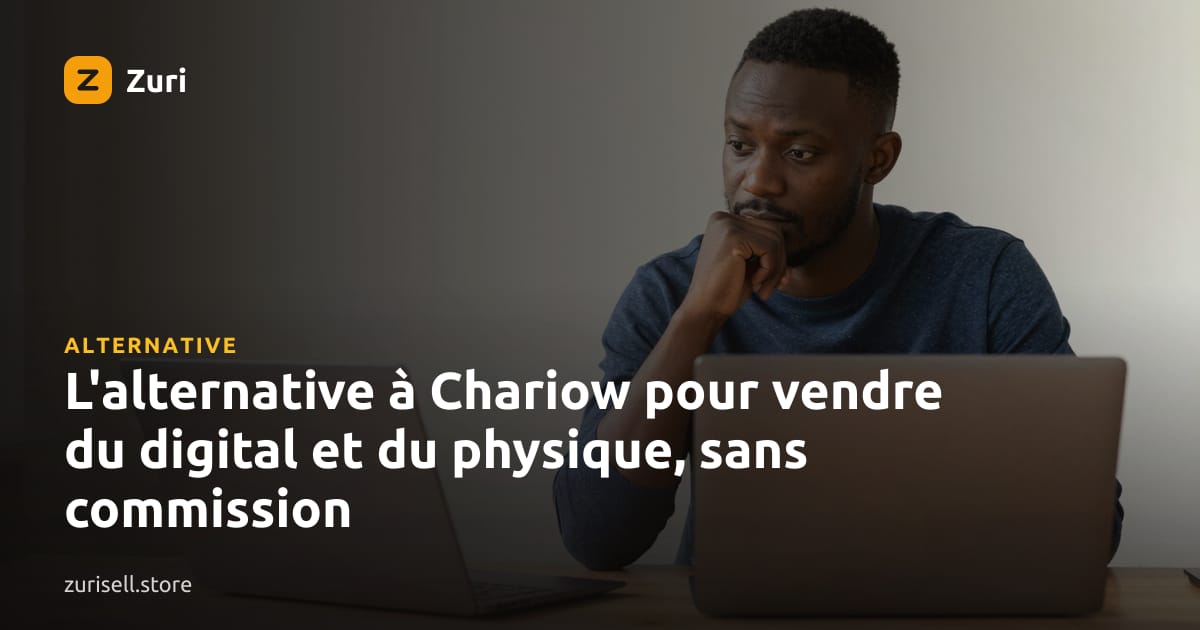 Z Zuri
ALTERNATIVE
L'alternative à Chariow pour vendre
du digital et du physique, sans
commission
zurisell.store